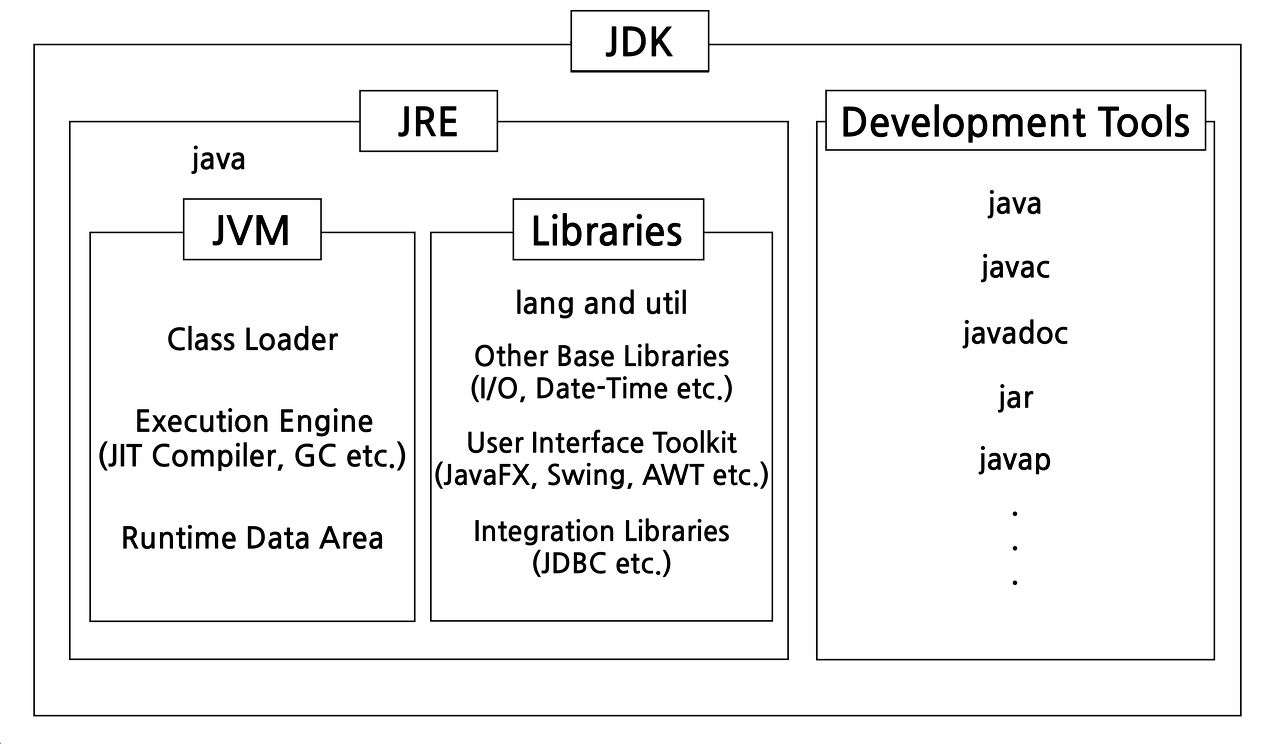 JDK
JRE
java
JVM
Class Loader
Execution Engine
(JIT Compiler, GC etc.)
Runtime Data Area
Libraries
lang and util
Other Base Libraries
(I/O, Date-Time etc.)
User Interface Toolkit
(JavaFX, Swing, AWT etc.)
Integration Libraries
(JDBC etc.)
Development Tools
java
javac
javadoc
jar
javap
.
.
.